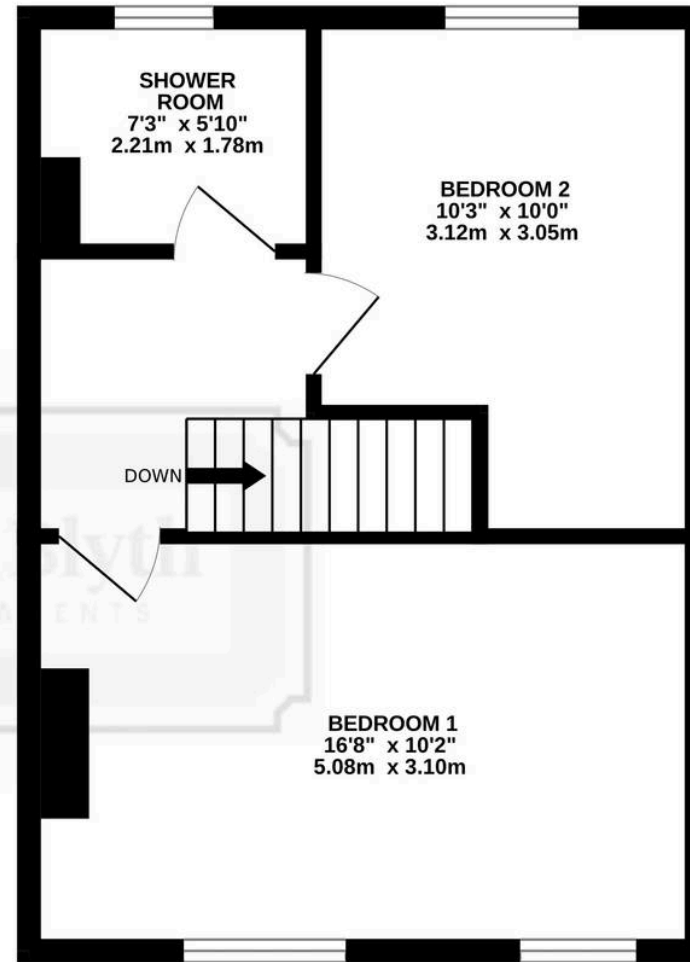 SHOWER
ROOM
7'3" x 5'10"
2.21m x 1.78m
BEDROOM 2
10'3" x 10'0"
3.12m x 3.05m
DOWN
BEDROOM 1
16'8" x 10'2"
5.08m x 3.10m